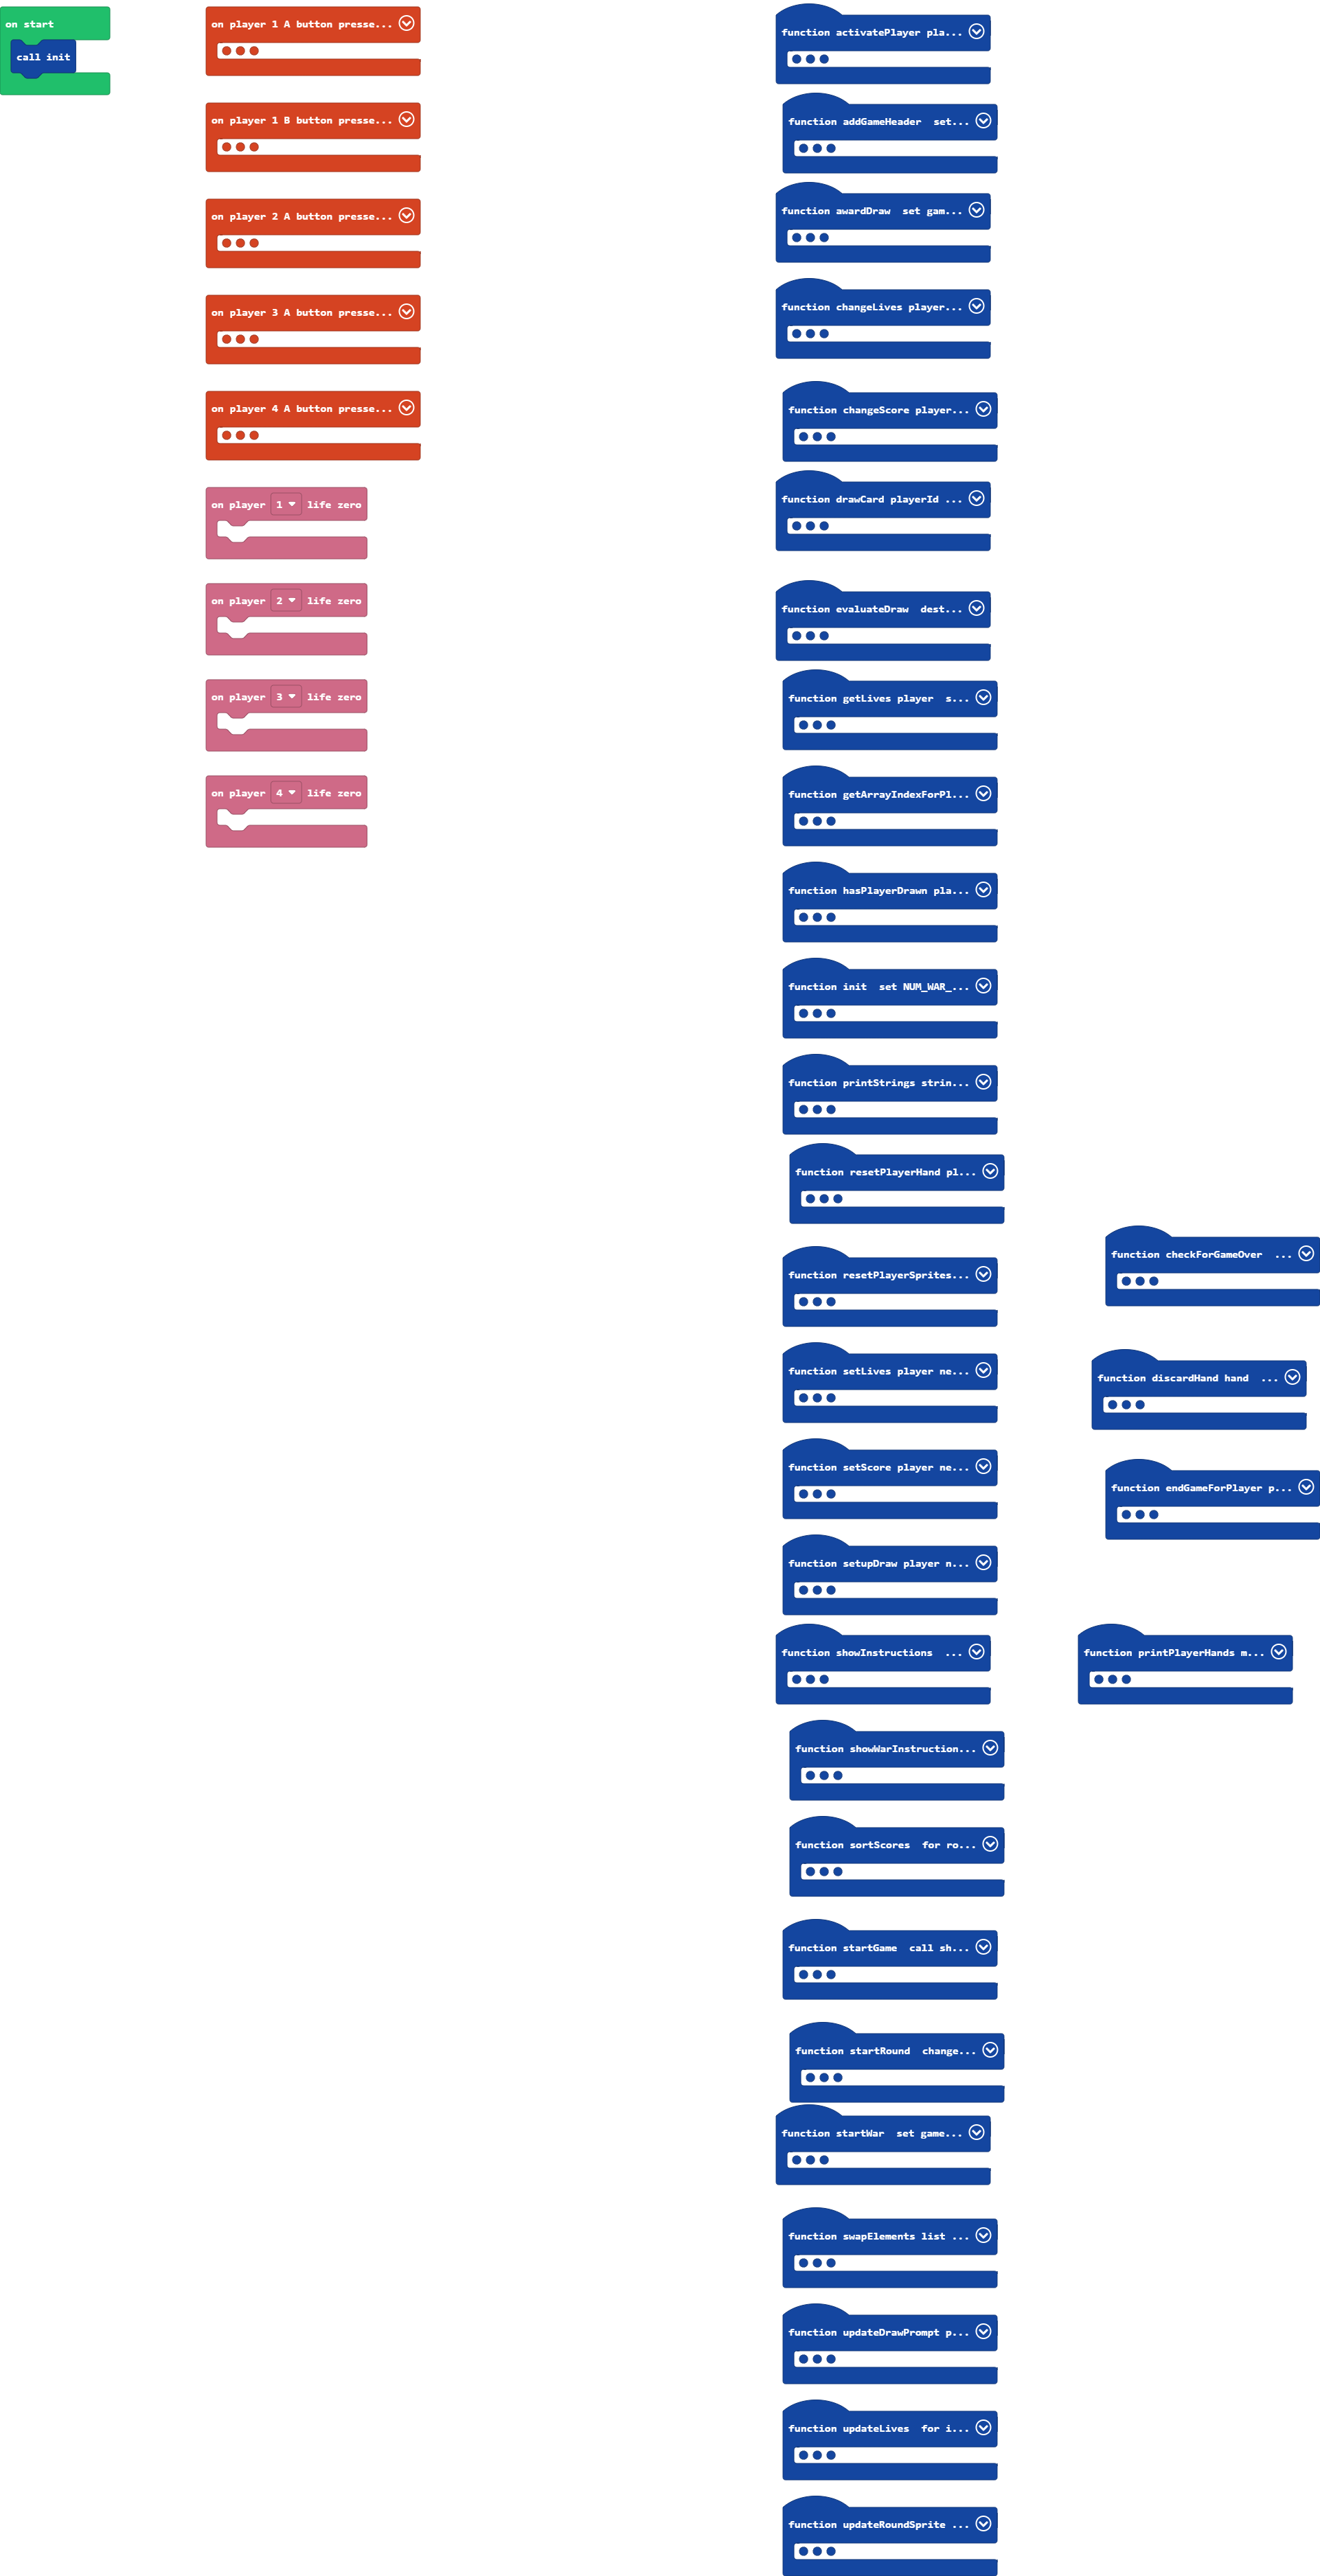 on start
call init
on player 1 A button presse...
on player 1 B button presse...
on player 2 A button presse...
on player 3 A button presse...
on player 4 A button presse...
on player 1 life zero
on player 2 life zero
on player 3 life zero
on player 4 life zero
function activatePlayer pla...
function addGameHeader set...
function awardDraw set gam...
function changeLives player...
function changeScore player...
function drawCard playerId ...
function evaluateDraw dest...
function getLives player s...
function getArrayIndexForPl...
function hasPlayerDrawn pla...
function init set NUM_WAR_...
function printStrings strin...
function resetPlayerHand pl...
function resetPlayerSprites...
function setLives player ne...
function setScore player ne...
function setupDraw player n...
function showInstructions ...
function showWarInstruction...
function sortScores for ro...
function startGame call sh...
function startRound change...
function startWar set game...
function swapElements list ...
function updateDrawPrompt p...
function updateLives for i...
function updateRoundSprite ...
function checkForGameOver ...
function discardHand hand ...
function endGameForPlayer p...
function printPlayerHands m...